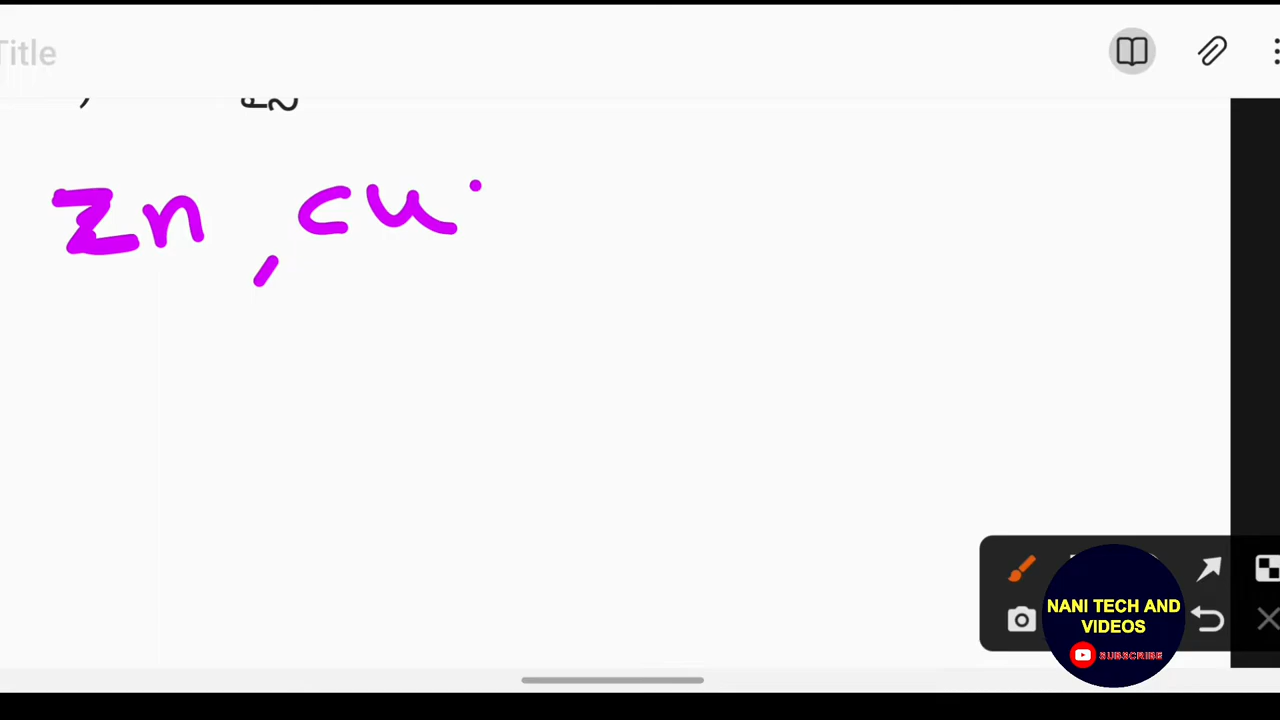 Title
Zn , cu
NANI TECH AND
VIDEOS
SUBSCRIBE